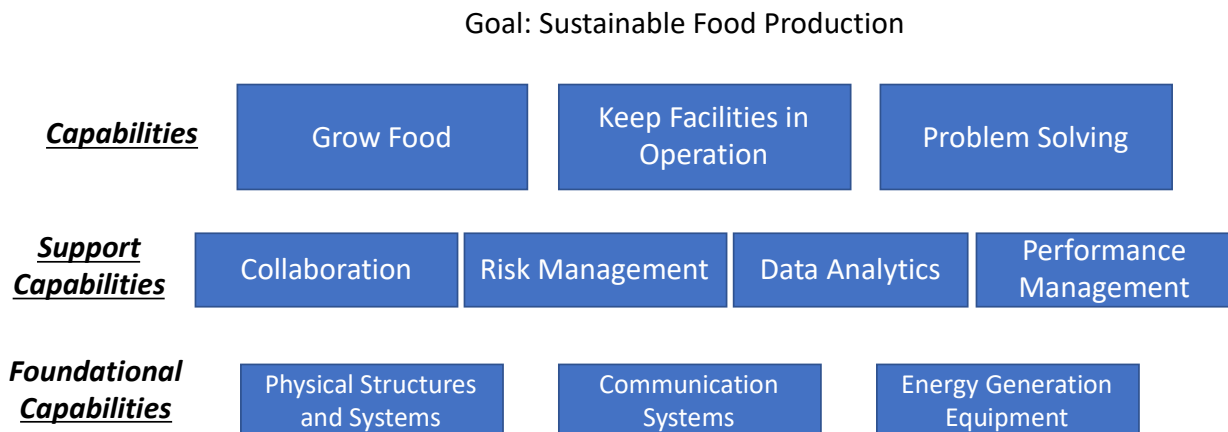 Goal: Sustainable Food Production
Capabilities
Grow Food
Keep Facilities in
Operation
Problem Solving
Support
Capabilities
Collaboration
Risk Management
Data Analytics
Performance
Management
Foundational
Capabilities
Physical Structures
and Systems
Communication
Systems
Energy Generation
Equipment